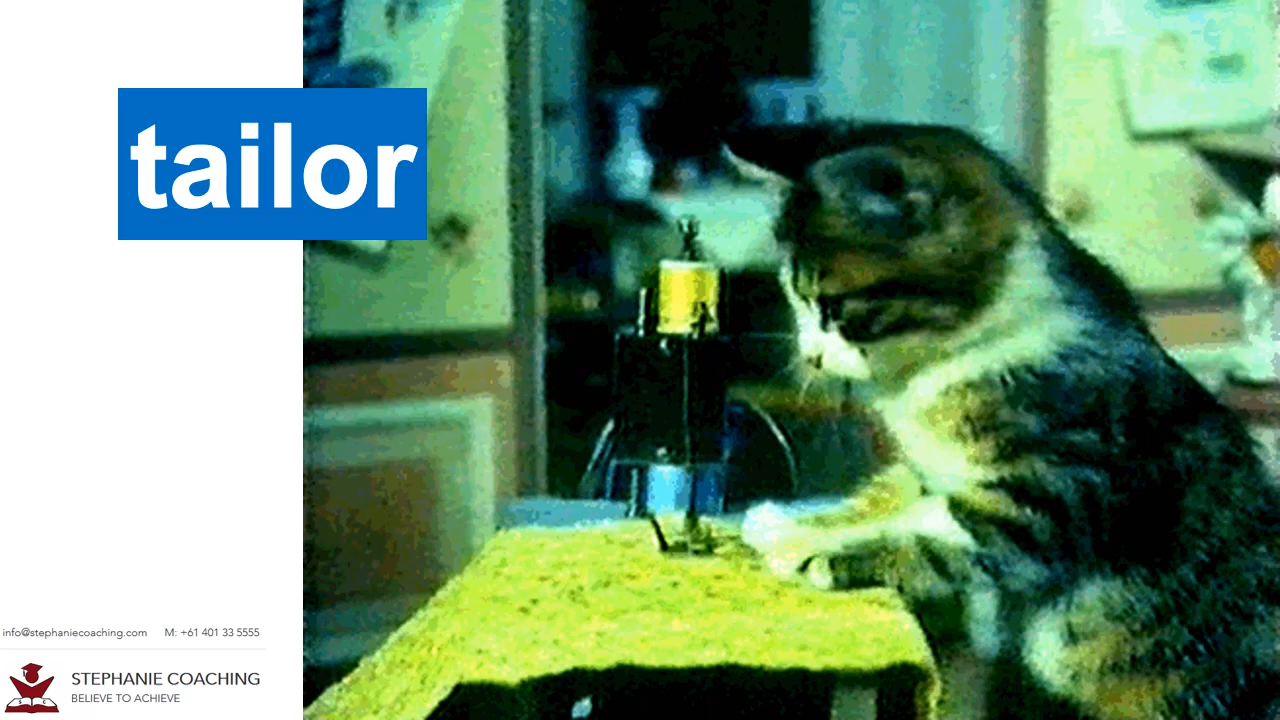 tailor
info@stephaniecoaching.com M: +61 401 33 5555
STEPHANIE COACHING
BELIEVE TO ACHIEVE